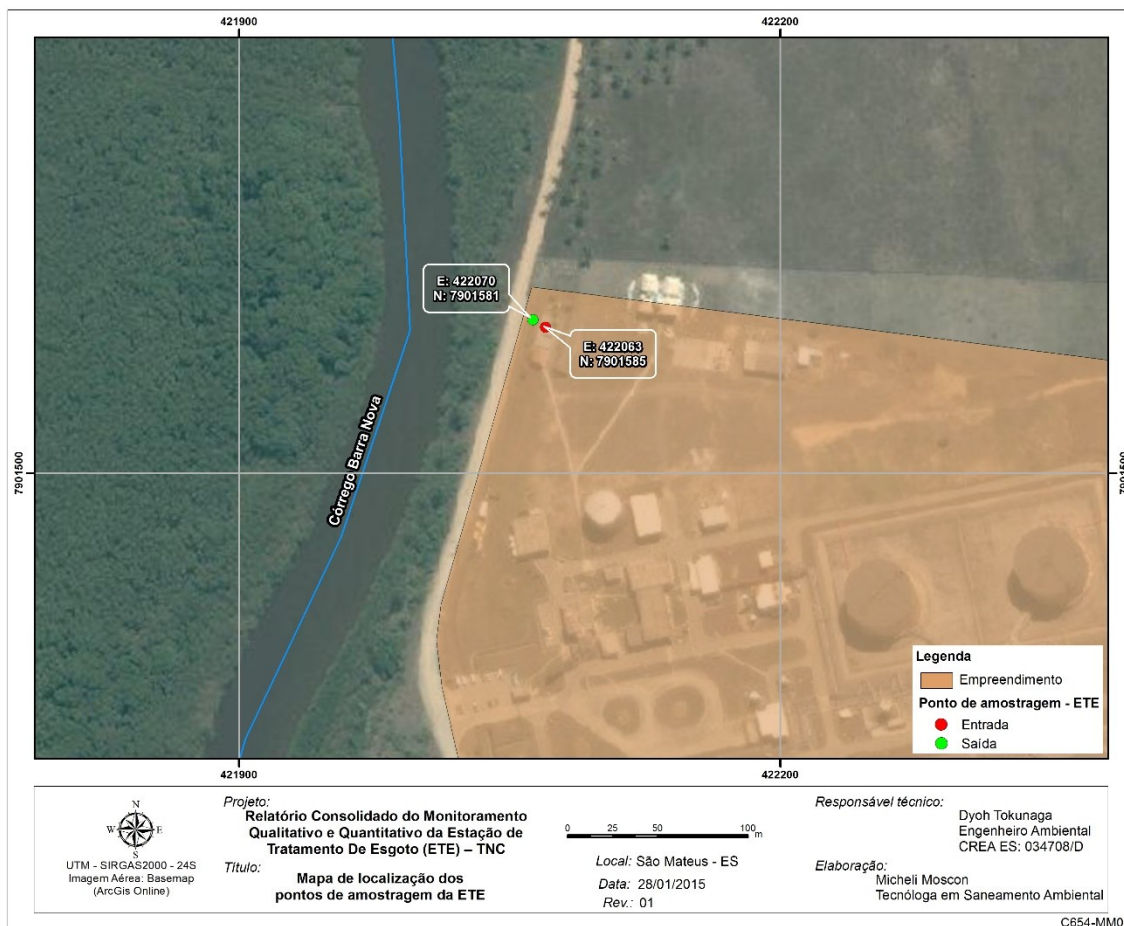 421900
422200
E: 422070
N: 7901581
E: 422063
N: 7901585
Córrego Barra Nova
7901500
7901500
Legenda
Empreendimento
Ponto de amostragem - ETE
Entrada
Saída
N
W
E
S
UTM - SIRGAS2000 - 24S
Imagem Aérea: Basemap
(ArcGis Online)
Projeto:
Relatório Consolidado do Monitoramento
Qualitativo e Quantitativo da Estação de
Tratamento De Esgoto (ETE) – TNC
Título:
Mapa de localização dos
pontos de amostragem da ETE
0 25 50 100
m
Local: São Mateus - ES
Data: 28/01/2015
Rev.: 01
Responsável técnico:
Dyoh Tokunaga
Engenheiro Ambiental
CREA ES: 034708/D
Elaboração:
Micheli Moscon
Tecnóloga em Saneamento Ambiental
421900
422200
C654-MM0